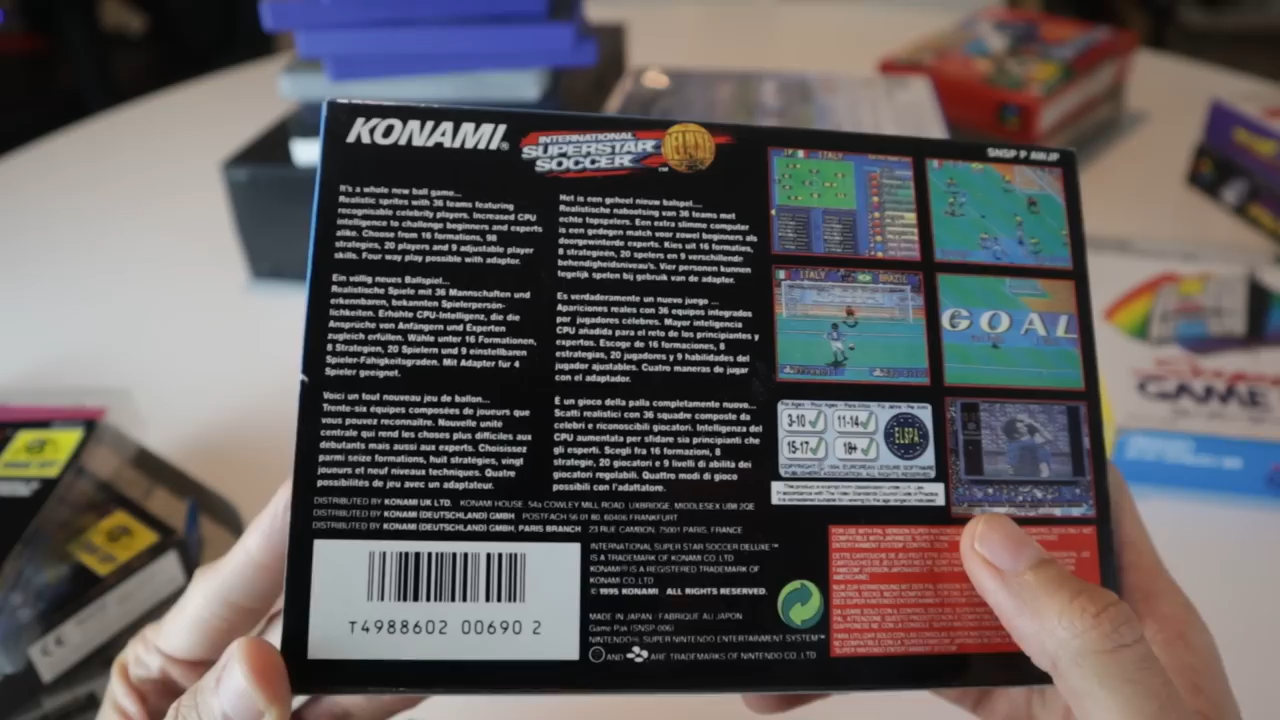 KONAMI®
INTERNATIONAL
SUPERSTAR
SOCCER
DELUXE
™
It's a whole new ball game...
Realistic sprites with 36 teams featuring
recognisable celebrity players. Increased CPU
intelligence to challenge beginners and experts
alike. Choose from 16 formations, 98
strategies, 20 players and 9 adjustable player
skills. Four way play possible with adaptor.
Ein völlig neues Ballspiel...
Realistische Spiele mit 36 Mannschaften und
erkennbaren, bekannten Spielerpersön-
lichkeiten. Erhöhte CPU-Intelligenz, die die
Ansprüche von Anfängern und Experten
zugleich erfüllen. Wähle unter 16 Formationen,
8 Strategien, 20 Spielern und 9 einstellbaren
Spieler-Fähigkeitsgraden. Mit Adapter für 4
Spieler geeignet.
Voici un tout nouveau jeu de ballon...
Trente-six équipes composées de joueurs que
vous pouvez reconnaître. Nouvelle unité
centrale qui rend les choses plus difficiles aux
débutants mais aussi aux experts. Choisissez
parmi seize formations, huit stratégies, vingt
joueurs et neuf niveaux techniques. Quatre
possibilités de jeu avec un adaptateur.
Het is een geheel nieuw balspel....
Realistische nabootsing van 36 teams met
echte topspelers. Een extra slimme computer
is een gedegen match voor zowel beginners als
doorgewinterde experts. Kies uit 16 formaties,
8 strategieën, 20 spelers en 9 verschillende
behendigheidsniveau's. Vier personen kunnen
tegelijk spelen bij gebruik van de adapter.
Es verdaderamente un nuevo juego ...
Apariciones reales con 36 equipos integrados
por jugadores célebres. Mayor inteligencia
CPU añadida para el reto de los principiantes y
expertos. Escoge de 16 formaciones, 8
estrategias, 20 jugadores y 9 habilidades del
jugador ajustables. Cuatro maneras de jugar
con el adaptador.
È un gioco della palla completamente nuovo...
Scatti realistici con 36 squadre composte da
celebri e riconoscibili giocatori. Intelligenza del
CPU aumentata per sfidare sia principianti che
gli esperti. Scegli fra 16 formazioni, 8
strategie, 20 giocatori e 9 livelli di abilità dei
giocatori regolabili. Quattro modi di gioco
possibili con l'adattatore.
SNSP P AWJP
ITALY
ITALY BRAZIL
GOAL
3-10 11-14
15-17 18+
ELSPA
COPYRIGHT © 1994, EUROPEAN LEISURE SOFTWARE
PUBLISHERS ASSOCIATION, ALL RIGHTS RESERVED.
DISTRIBUTED BY KONAMI UK LTD. KONAMI HOUSE, 54a COWLEY MILL ROAD, UXBRIDGE, MIDDLESEX UB8 2QE
DISTRIBUTED BY KONAMI (DEUTSCHLAND) GMBH POSTFACH 56 01 80, 60406 FRANKFURT
DISTRIBUTED BY KONAMI (DEUTSCHLAND) GMBH, PARIS BRANCH 23 RUE CAMBON, 75001 PARIS, FRANCE
T4988602 00690 2
INTERNATIONAL SUPER STAR SOCCER DELUXE™
IS A TRADEMARK OF KONAMI CO.,LTD
KONAMI® IS A REGISTERED TRADEMARK OF
KONAMI CO.,LTD
© 1995 KONAMI ALL RIGHTS RESERVED.
MADE IN JAPAN / FABRIQUE AU JAPON
Game Pak (SNSP-006)
NINTENDO®, SUPER NINTENDO ENTERTAINMENT SYSTEM™
AND ARE TRADEMARKS OF NINTENDO CO.,LTD
GAME